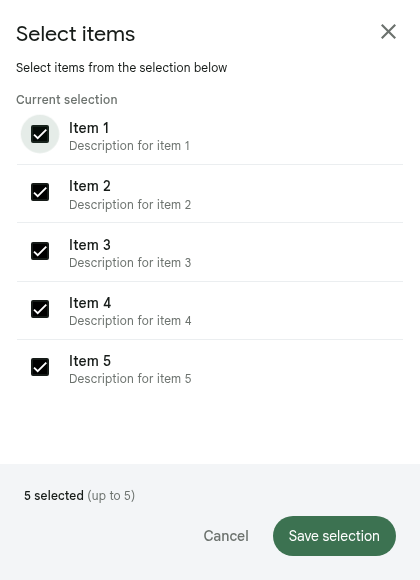 Select items
Select items from the selection below
Current selection
Item 1
Description for item 1
Item 2
Description for item 2
Item 3
Description for item 3
Item 4
Description for item 4
Item 5
Description for item 5
5 selected (up to 5)
Cancel
Save selection